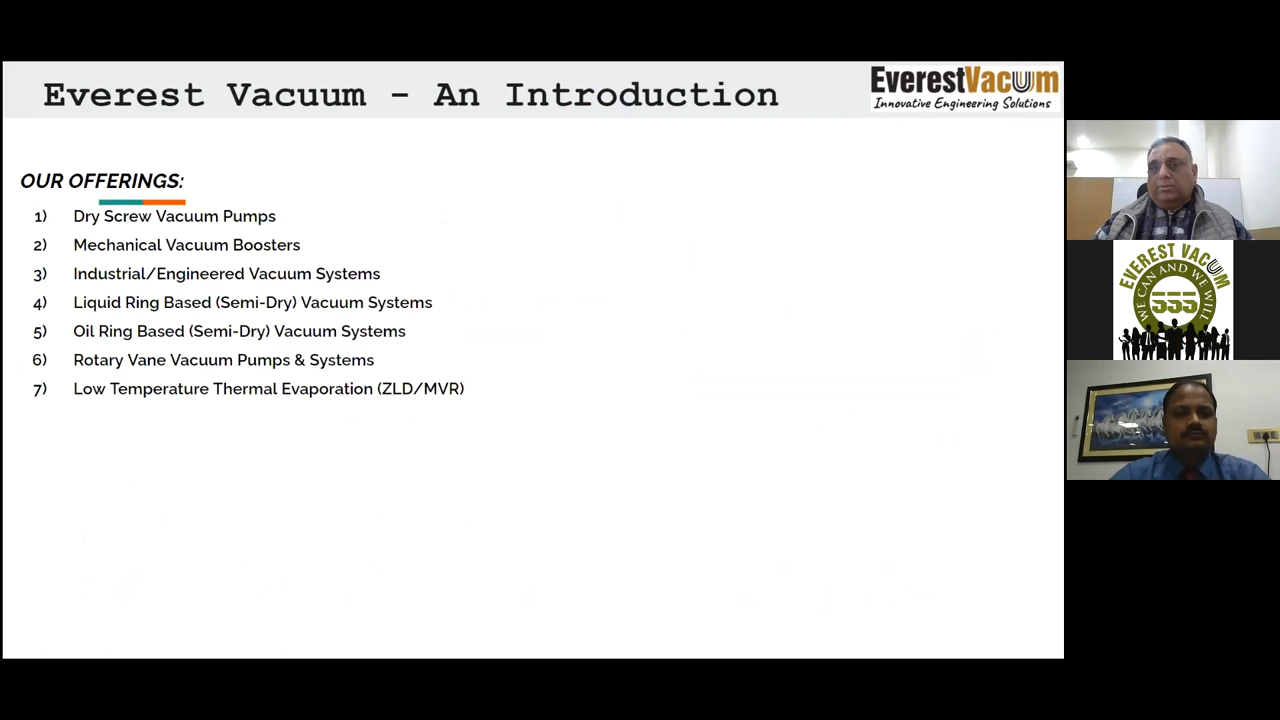 Everest Vacuum - An Introduction
EverestVacuum
Innovative Engineering Solutions
OUR OFFERINGS:
1) Dry Screw Vacuum Pumps
2) Mechanical Vacuum Boosters
3) Industrial/Engineered Vacuum Systems
4) Liquid Ring Based (Semi-Dry) Vacuum Systems
5) Oil Ring Based (Semi-Dry) Vacuum Systems
6) Rotary Vane Vacuum Pumps & Systems
7) Low Temperature Thermal Evaporation (ZLD/MVR)
EVEREST VACUUM
WE CAN AND WE WILL
555